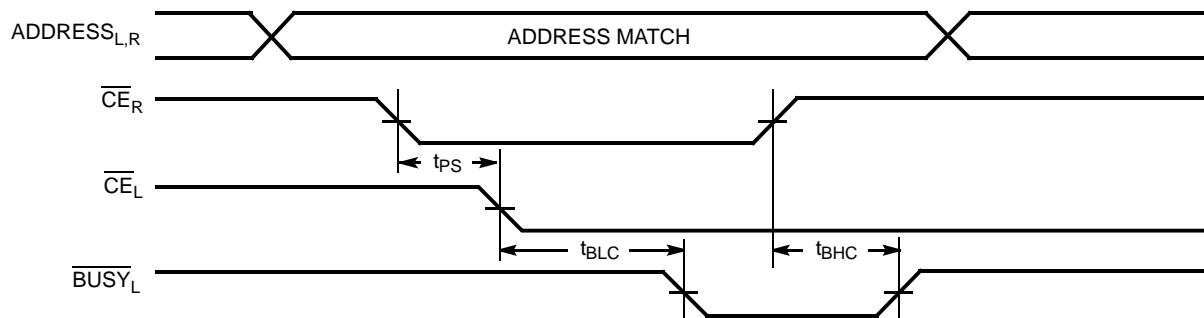 ADDRESS_L,R
ADDRESS MATCH
CE_R
t_PS
CE_L
t_BLC
t_BHC
BUSY_L